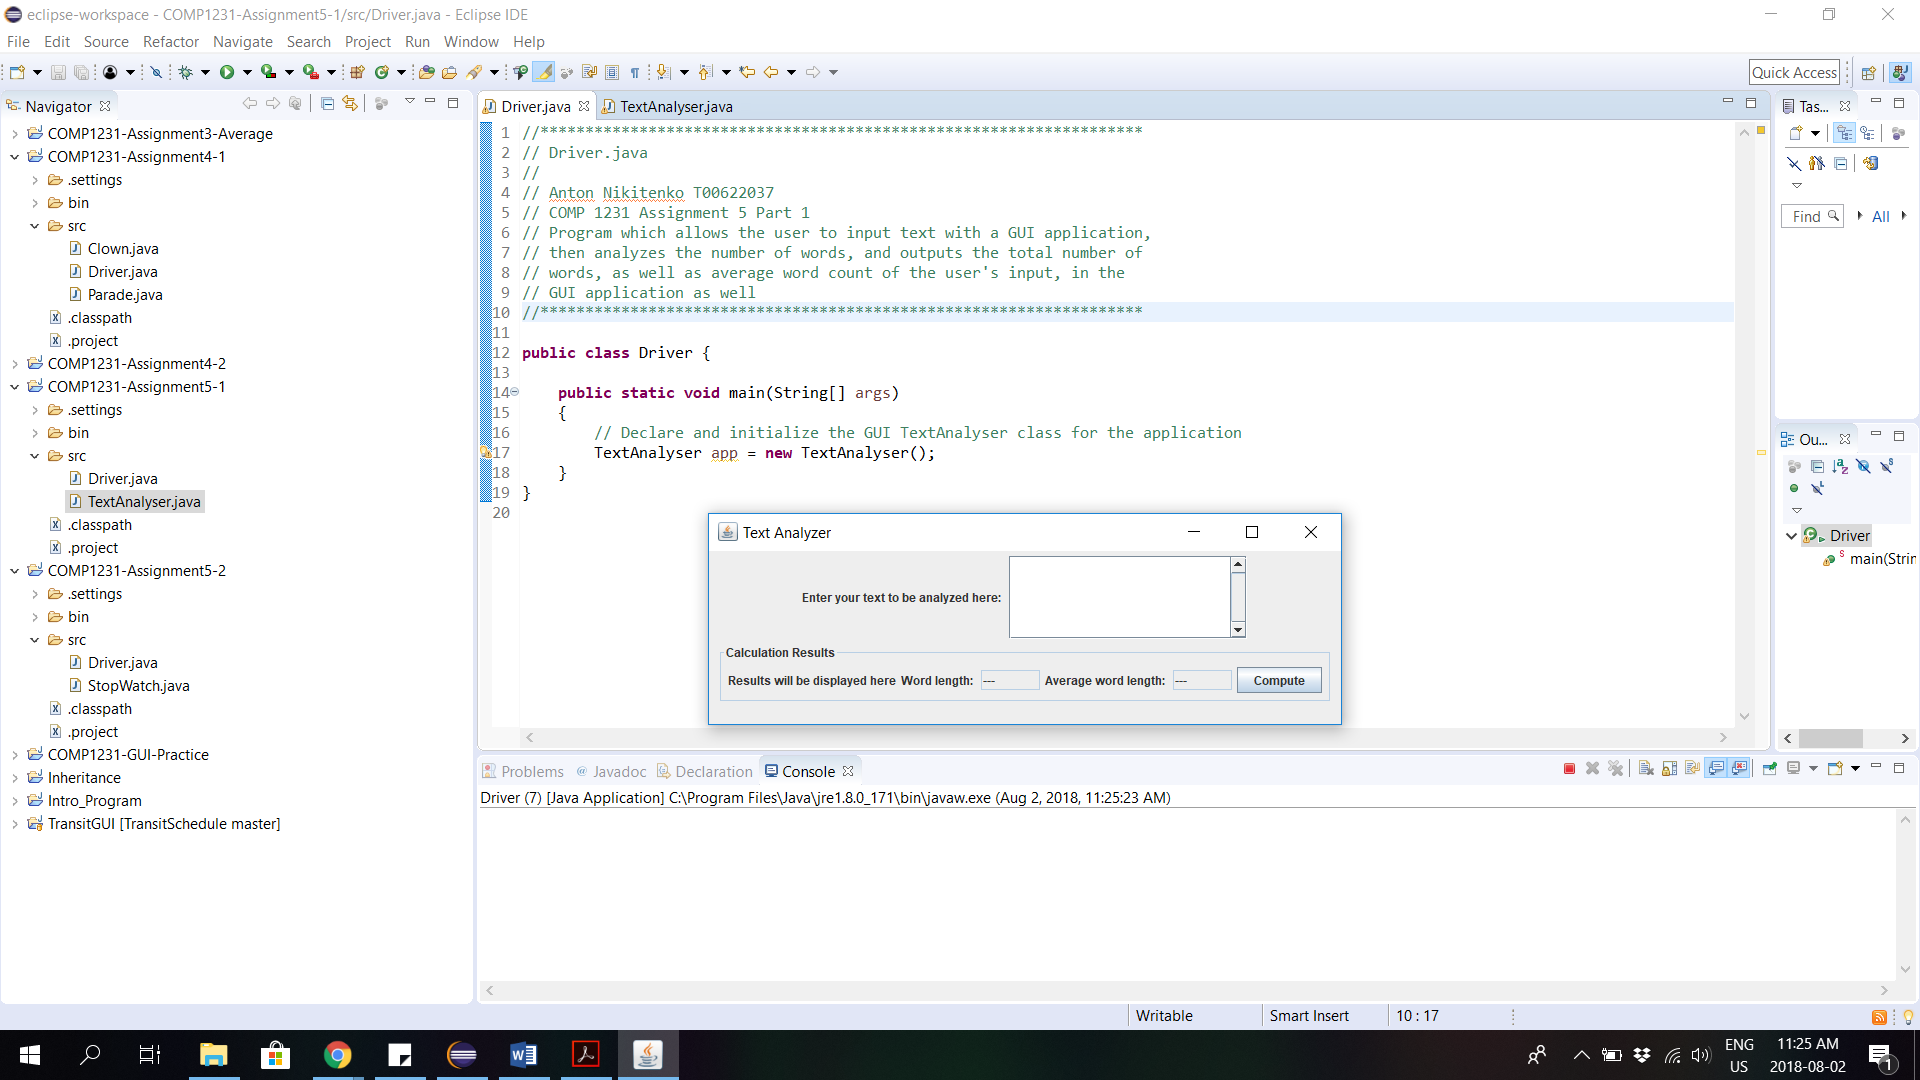 eclipse-workspace - COMP1231-Assignment5-1/src/Driver.java - Eclipse IDE
File Edit Source Refactor Navigate Search Project Run Window Help
Quick Access
Navigator
COMP1231-Assignment3-Average
COMP1231-Assignment4-1
.settings
bin
src
Clown.java
Driver.java
Parade.java
.classpath
.project
COMP1231-Assignment4-2
COMP1231-Assignment5-1
.settings
bin
src
Driver.java
TextAnalyser.java
.classpath
.project
COMP1231-Assignment5-2
.settings
bin
src
Driver.java
StopWatch.java
.classpath
.project
COMP1231-GUI-Practice
Inheritance
Intro_Program
TransitGUI [TransitSchedule master]
Driver.java TextAnalyser.java
1 //*******************************************************************
2 // Driver.java
3 //
4 // Anton Nikitenko T00622037
5 // COMP 1231 Assignment 5 Part 1
6 // Program which allows the user to input text with a GUI application,
7 // then analyzes the number of words, and outputs the total number of
8 // words, as well as average word count of the user's input, in the
9 // GUI application as well
10 //*******************************************************************
11
12 public class Driver {
13
14 public static void main(String[] args)
15 {
16 // Declare and initialize the GUI TextAnalyser class for the application
17 TextAnalyser app = new TextAnalyser();
18 }
19 }
20
Text Analyzer
Enter your text to be analyzed here:
Calculation Results
Results will be displayed here Word length: --- Average word length: --- Compute
Tas...
Find All
Ou...
Driver
main(Strin
Problems Javadoc Declaration Console
Driver (7) [Java Application] C:\Program Files\Java\jre1.8.0_171\bin\javaw.exe (Aug 2, 2018, 11:25:23 AM)
Writable Smart Insert 10 : 17
ENG
US
11:25 AM
2018-08-02
1